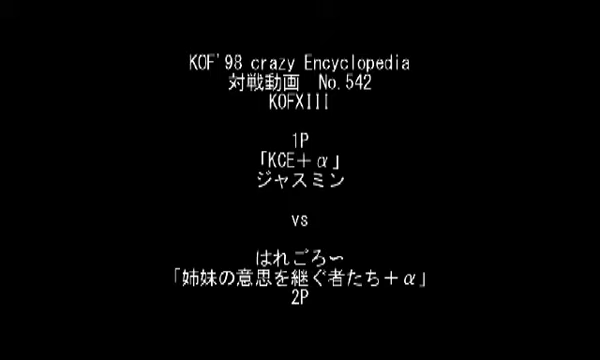 KOF'98 crazy Encyclopedia
対戦動画　No.542
KOFXIII
1P
「KCE＋α」
ジャスミン
vs
はれごろ～
「姉妹の意思を継ぐ者たち＋α」
2P